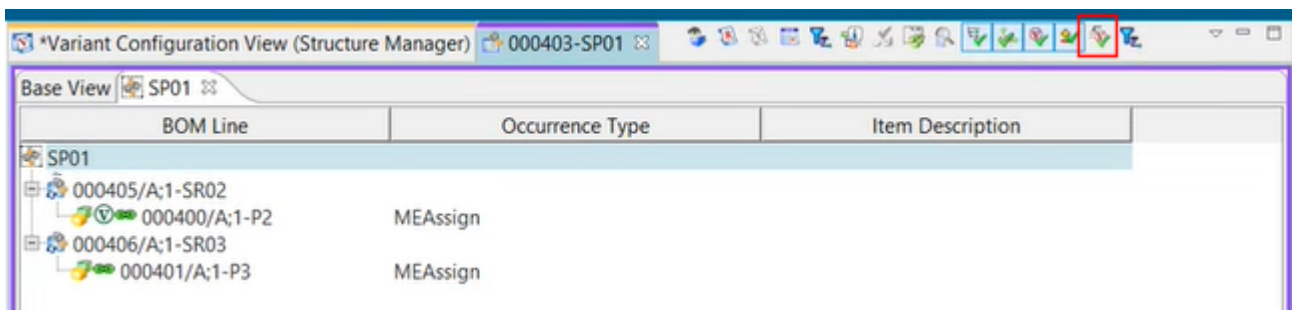 *Variant Configuration View (Structure Manager) 000403-SP01
Base View SP01
BOM Line Occurrence Type Item Description
SP01
000405/A;1-SR02
000400/A;1-P2 MEAssign
000406/A;1-SR03
000401/A;1-P3 MEAssign